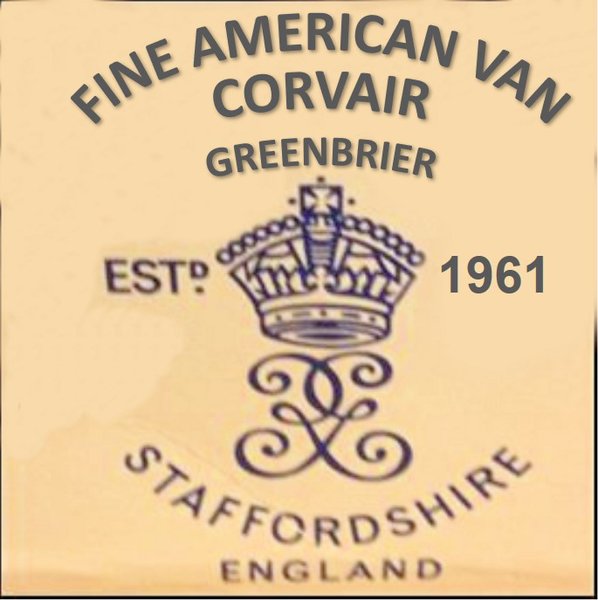 FINE AMERICAN VAN
CORVAIR
GREENBRIER
ESTD. 1961
STAFFORDSHIRE
ENGLAND